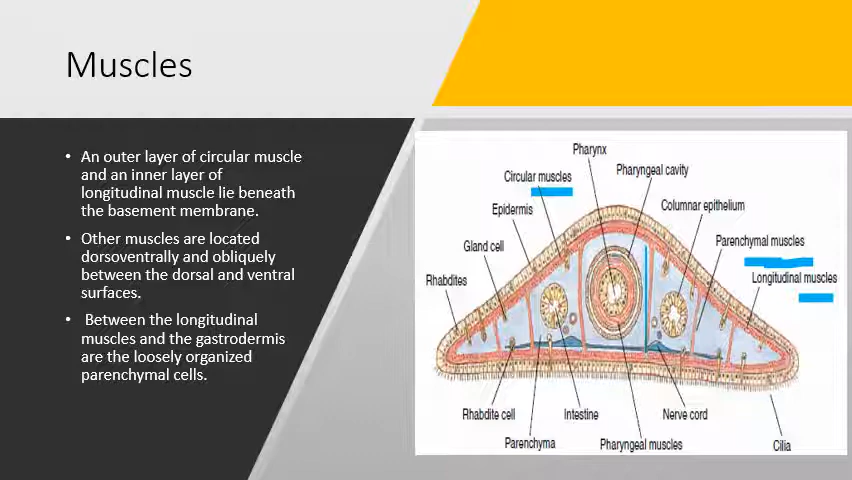 Muscles
• An outer layer of circular muscle
and an inner layer of
longitudinal muscle lie beneath
the basement membrane.
• Other muscles are located
dorsoventrally and obliquely
between the dorsal and ventral
surfaces.
• Between the longitudinal
muscles and the gastrodermis
are the loosely organized
parenchymal cells.
Pharynx
Circular muscles
Pharyngeal cavity
Epidermis
Columnar epithelium
Gland cell
Parenchymal muscles
Rhabdites
Longitudinal muscles
Rhabdite cell
Intestine
Nerve cord
Parenchyma
Pharyngeal muscles
Cilia